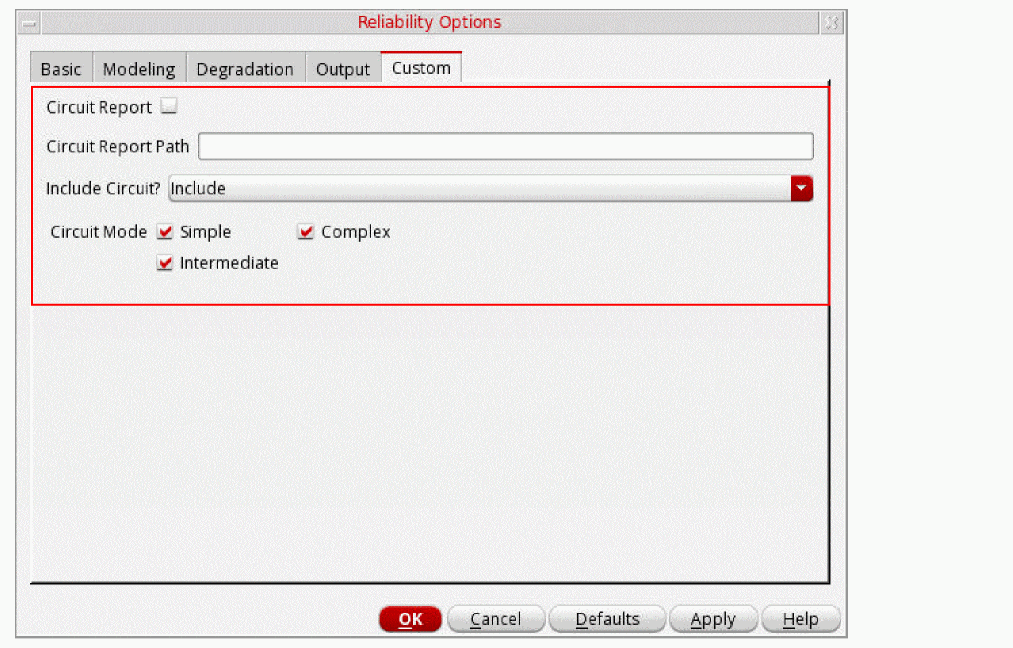 Reliability Options
Basic Modeling Degradation Output Custom
Circuit Report
Circuit Report Path
Include Circuit? Include
Circuit Mode Simple Complex
Intermediate
OK Cancel Defaults Apply Help